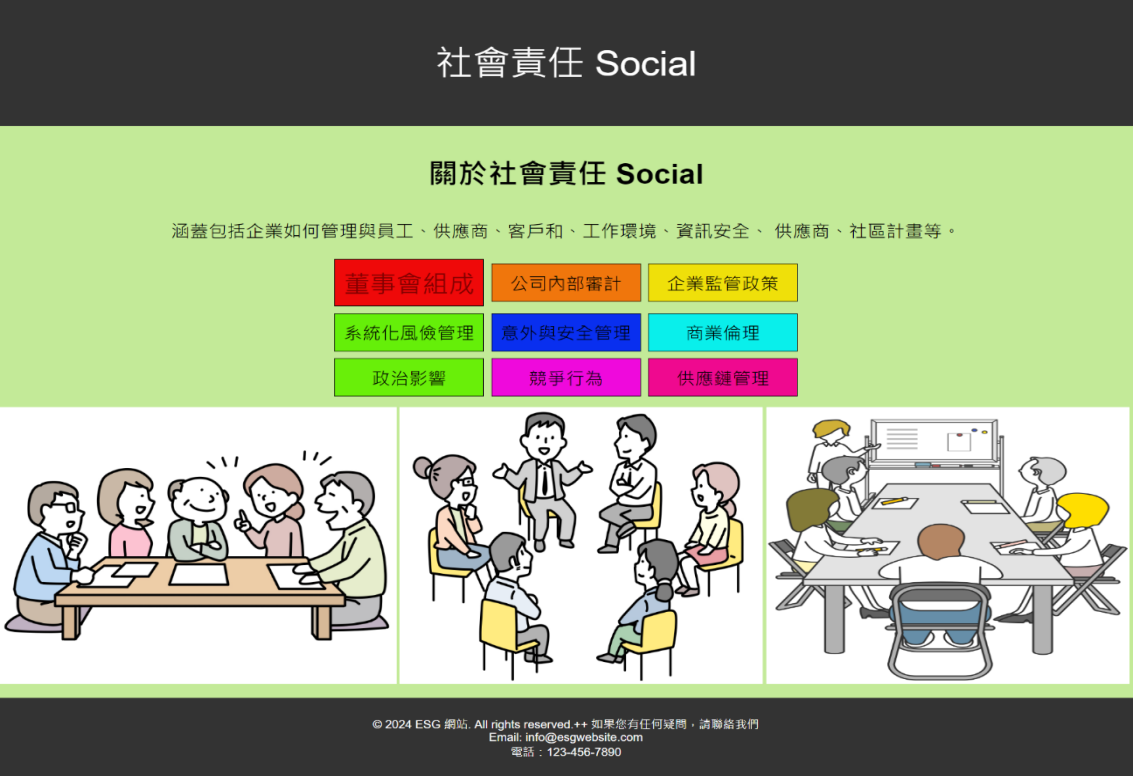 社會責任 Social
關於社會責任 Social
涵蓋包括企業如何管理與員工、供應商、客戶和、工作環境、資訊安全、 供應商、社區計畫等。
董事會組成 公司內部審計 企業監管政策
系統化風儉管理 意外與安全管理 商業倫理
政治影響 競爭行為 供應鏈管理
© 2024 ESG 網站. All rights reserved.++ 如果您有任何疑問，請聯絡我們
Email: info@esgwebsite.com
電話：123-456-7890